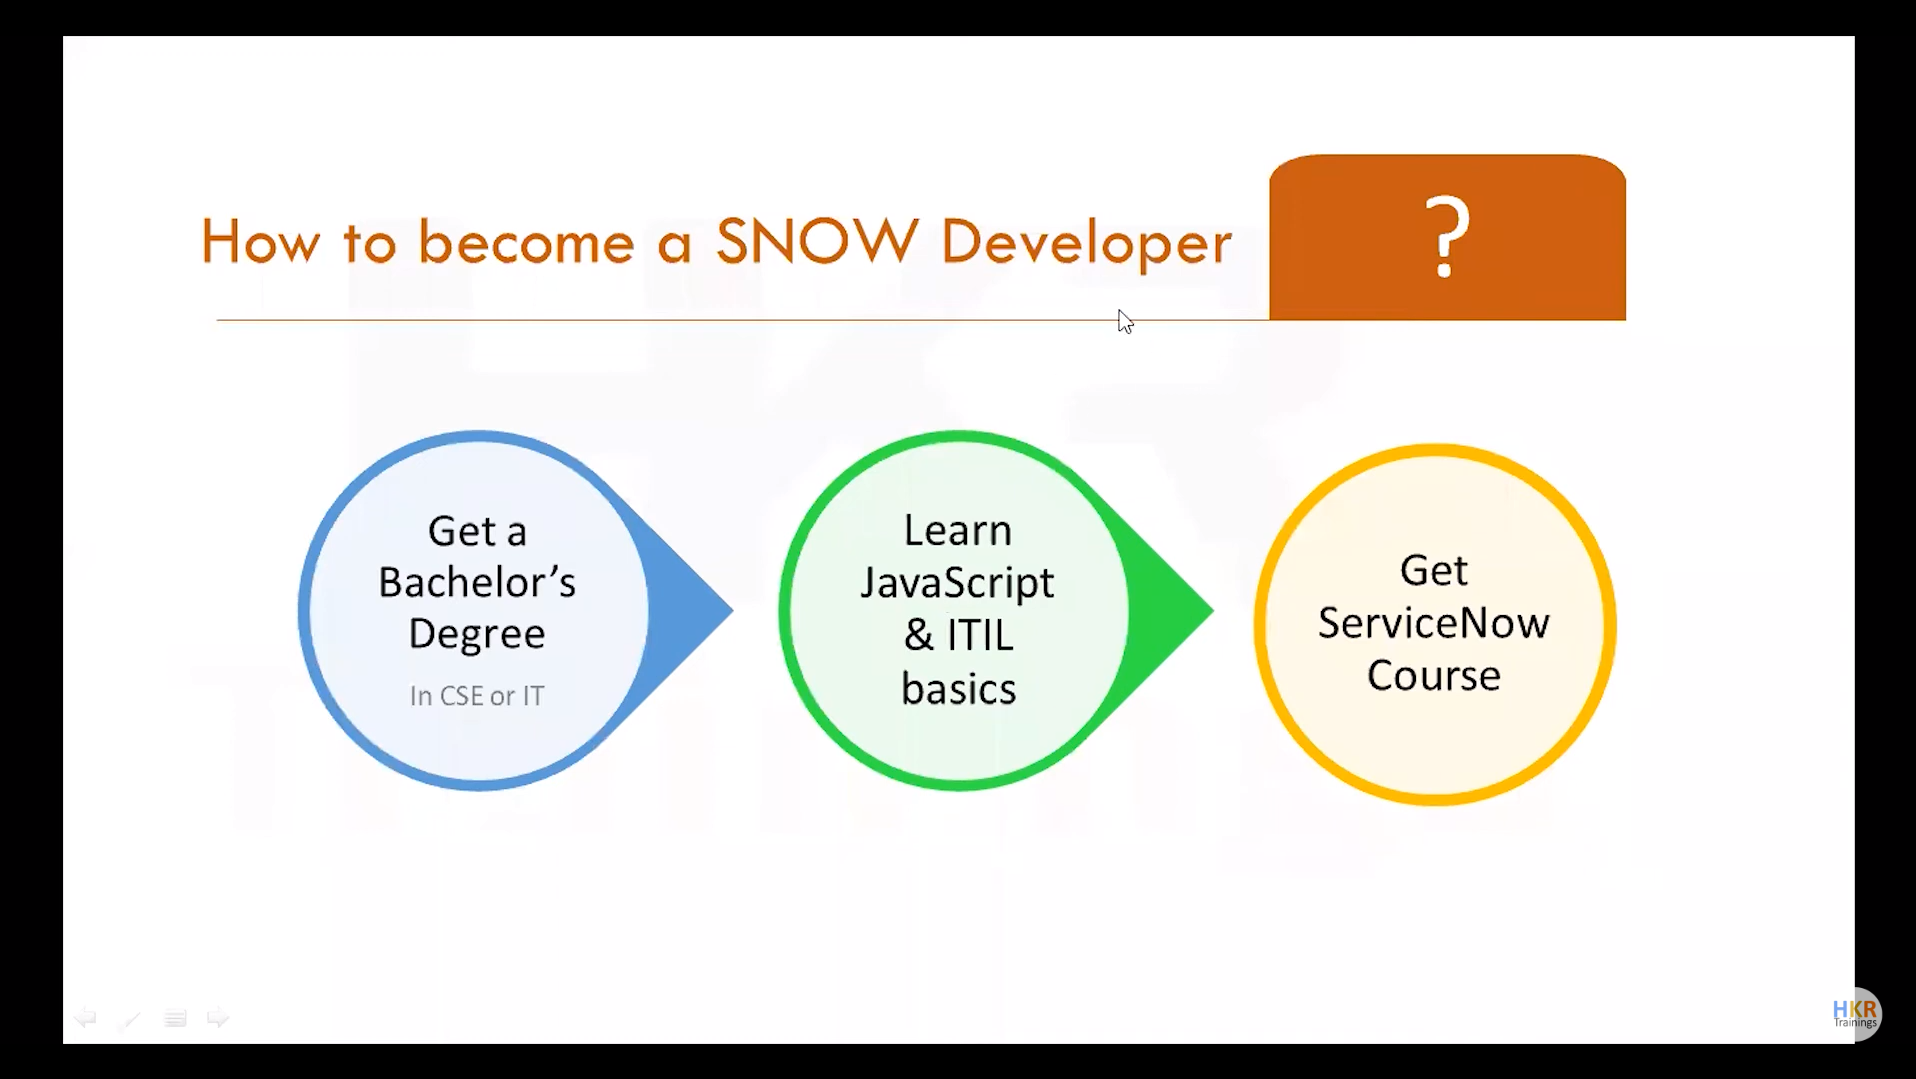 How to become a SNOW Developer
?
Get a
Bachelor’s
Degree
In CSE or IT
Learn
JavaScript
& ITIL
basics
Get
ServiceNow
Course
HKR
Trainings